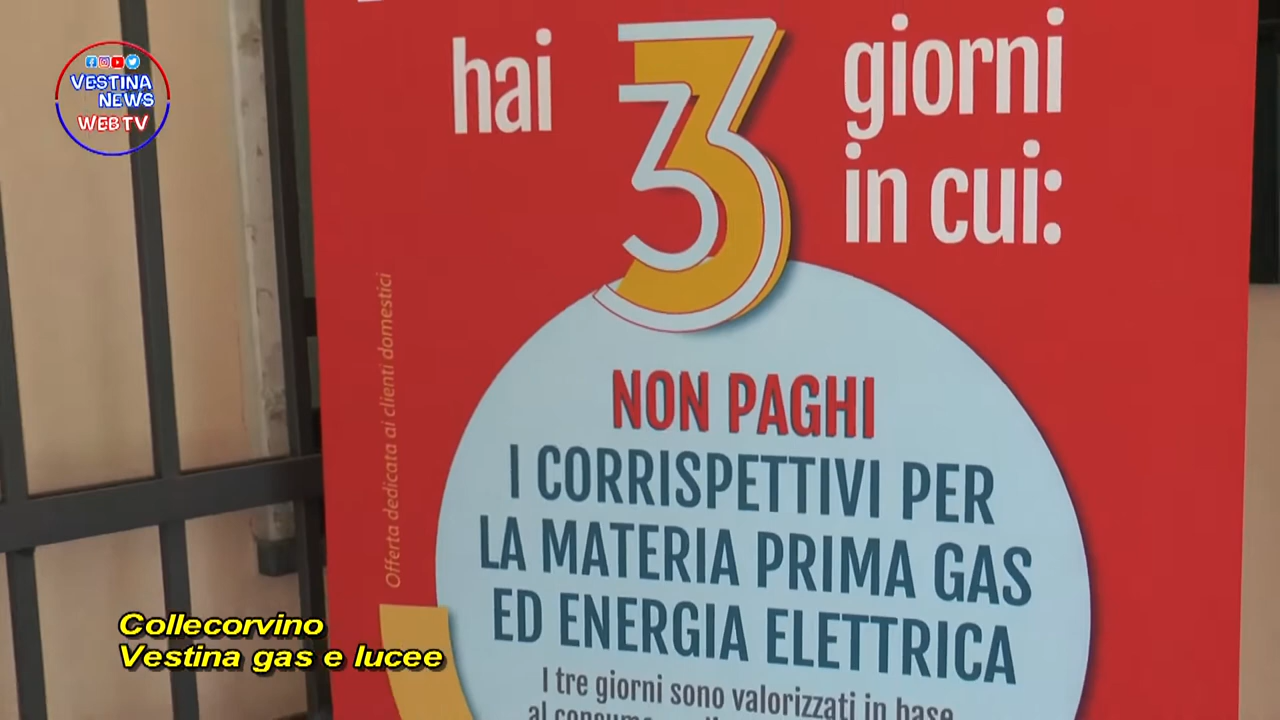 VESTINA
NEWS
WEB TV
hai 3 giorni
in cui:
Offerta dedicata ai clienti domestici
NON PAGHI
I CORRISPETTIVI PER
LA MATERIA PRIMA GAS
ED ENERGIA ELETTRICA
I tre giorni sono valorizzati in base
al
Collecorvino
Vestina gas e lucee